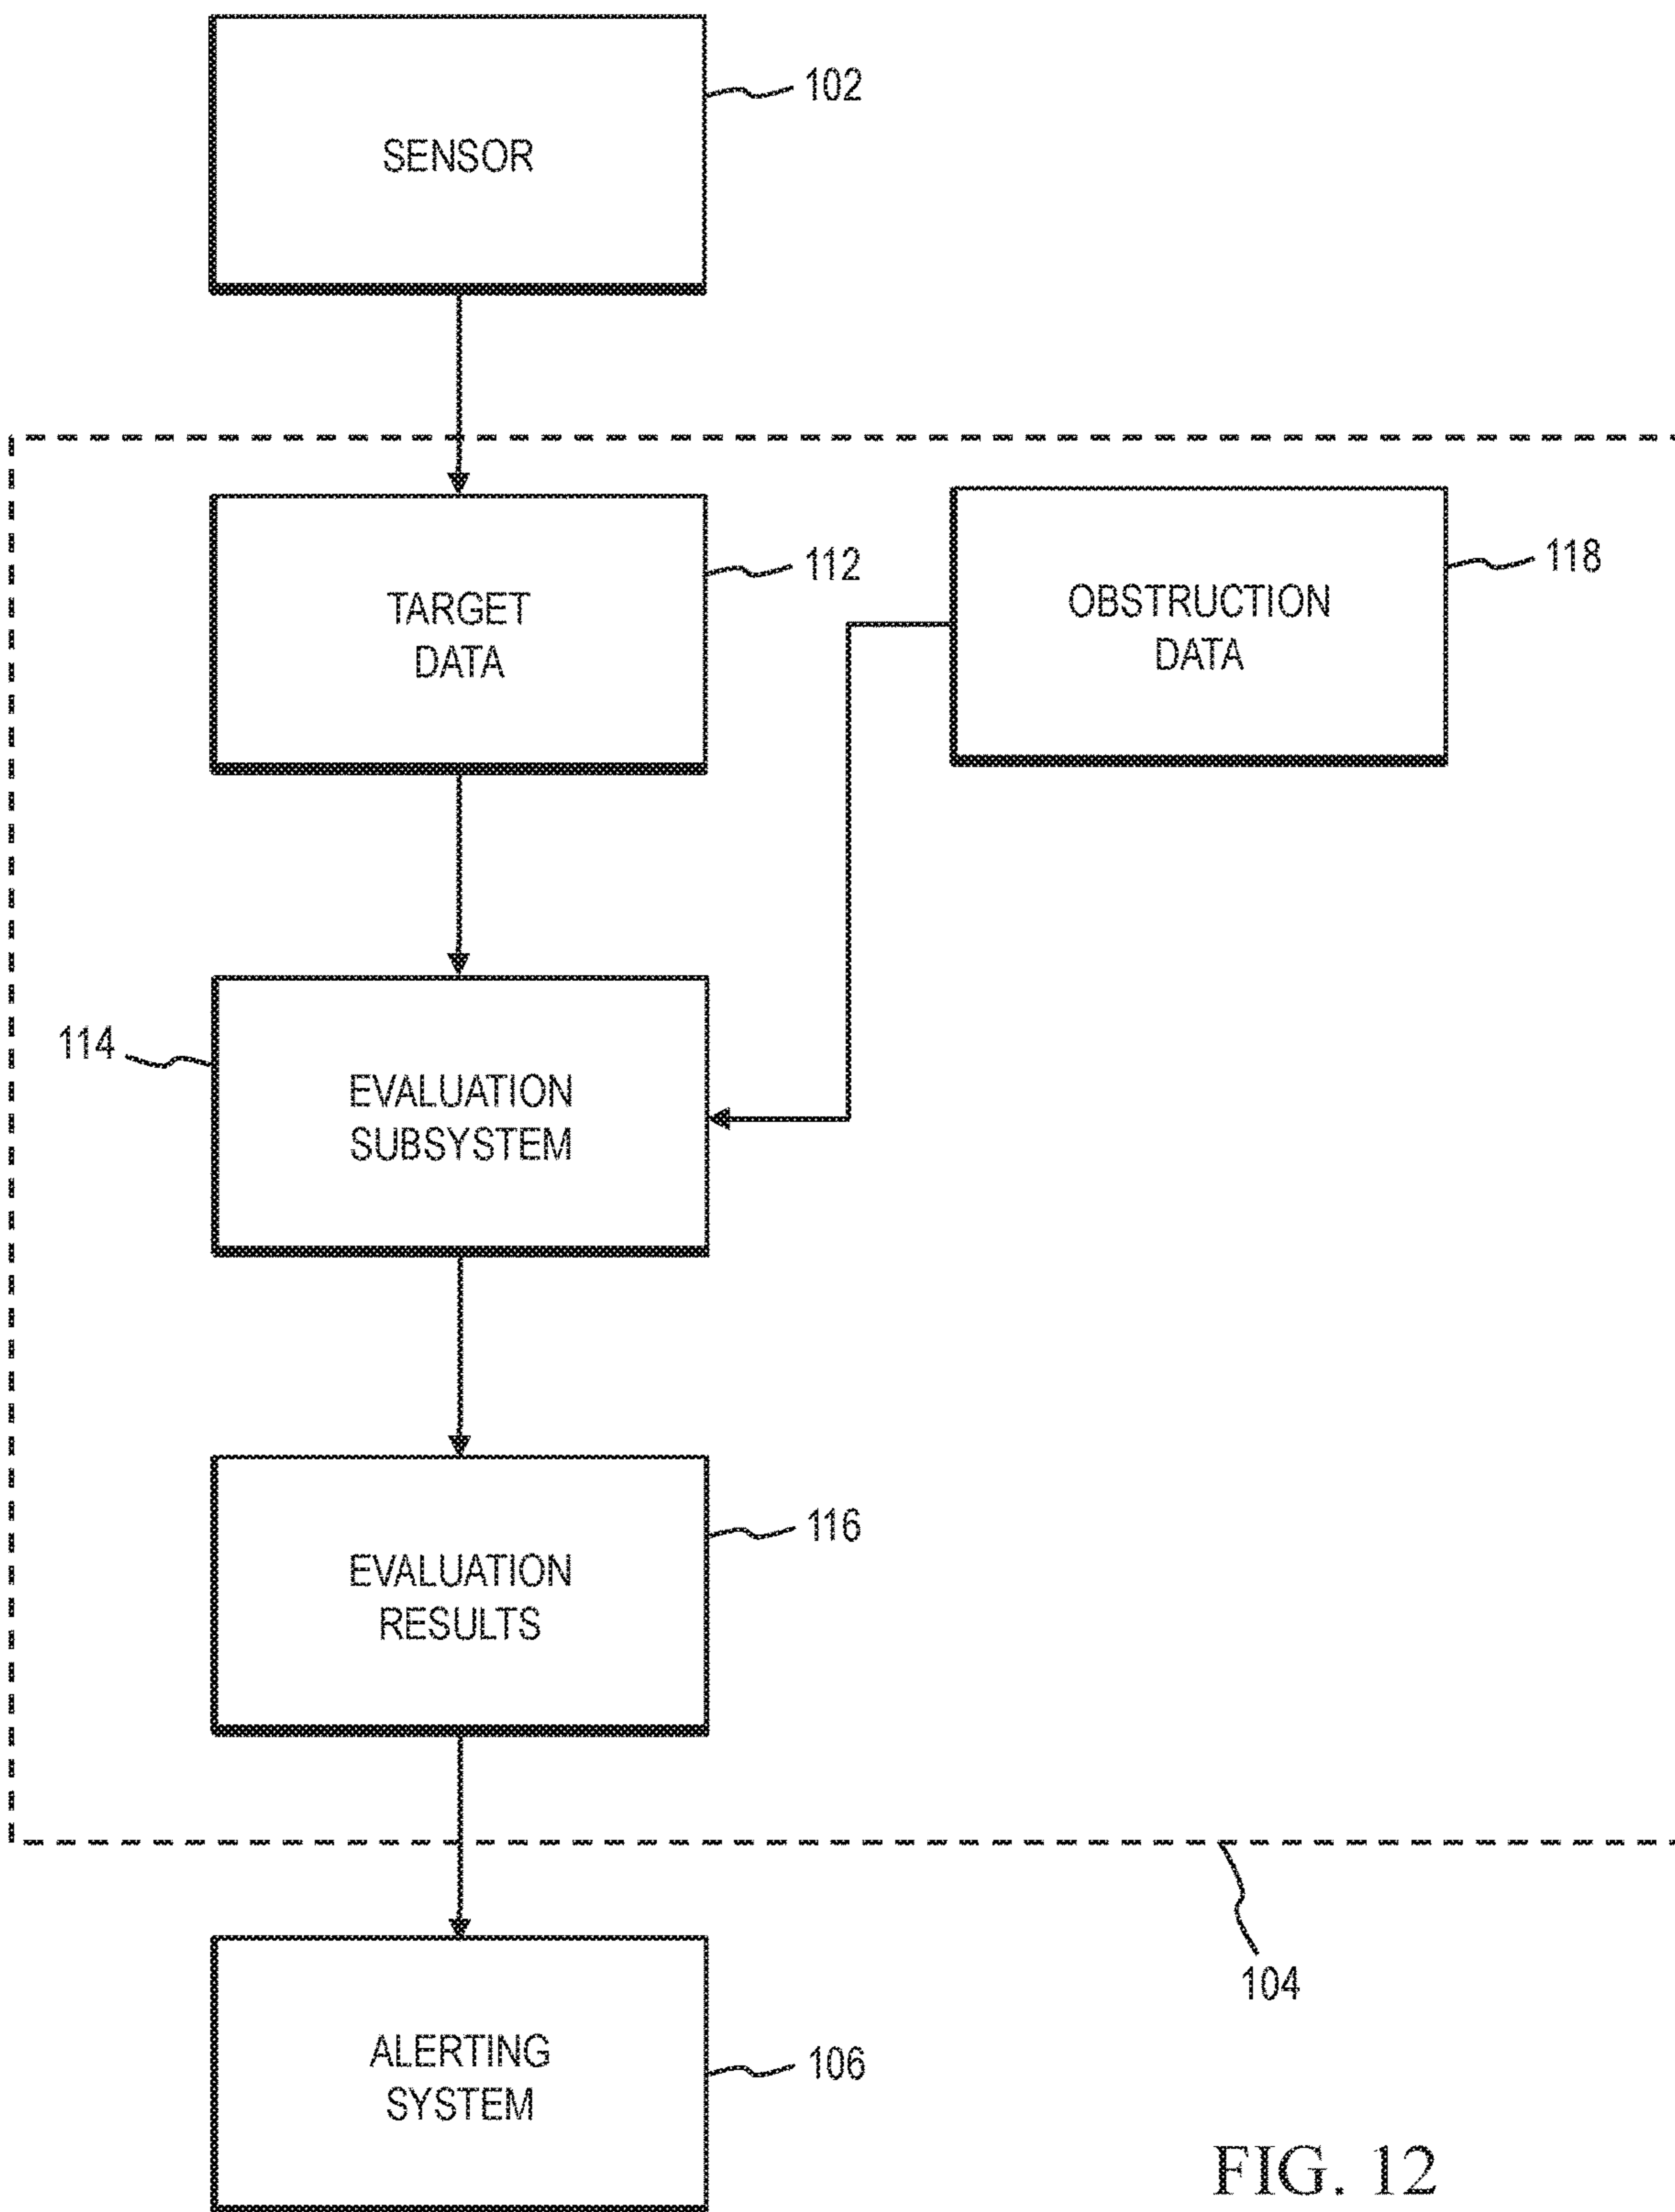 102
SENSOR
112
118
TARGET
DATA
OBSTRUCTION
DATA
114
EVALUATION
SUBSYSTEM
116
EVALUATION
RESULTS
104
ALERTING
SYSTEM
106
FIG. 12